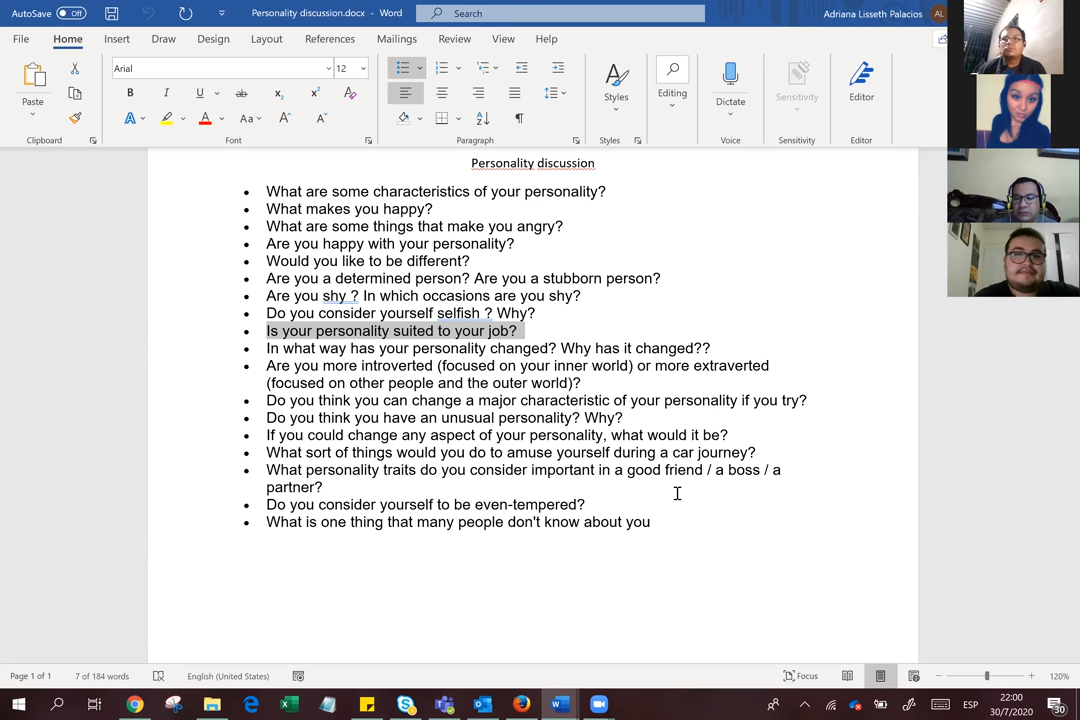 AutoSave Off Personality discussion.docx - Word Search Adriana Lisseth Palacios AL
File Home Insert Draw Design Layout References Mailings Review View Help
Arial 12
Paste B I U ab x₂ x² Styles Editing Dictate Sensitivity Editor
A A Aa A A
Clipboard Font Paragraph Styles Voice Sensitivity Editor
Personality discussion
• What are some characteristics of your personality?
• What makes you happy?
• What are some things that make you angry?
• Are you happy with your personality?
• Would you like to be different?
• Are you a determined person? Are you a stubborn person?
• Are you shy ? In which occasions are you shy?
• Do you consider yourself selfish ? Why?
• Is your personality suited to your job?
• In what way has your personality changed? Why has it changed??
• Are you more introverted (focused on your inner world) or more extraverted
(focused on other people and the outer world)?
• Do you think you can change a major characteristic of your personality if you try?
• Do you think you have an unusual personality? Why?
• If you could change any aspect of your personality, what would it be?
• What sort of things would you do to amuse yourself during a car journey?
• What personality traits do you consider important in a good friend / a boss / a
partner?
• Do you consider yourself to be even-tempered?
• What is one thing that many people don't know about you
Page 1 of 1 7 of 184 words English (United States) Focus 120%
ESP 22:00
30/7/2020 30